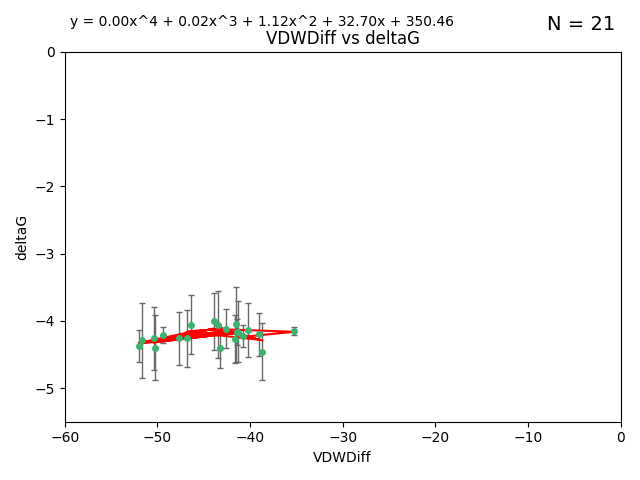 y = 0.00x^4 + 0.02x^3 + 1.12x^2 + 32.70x + 350.46
N = 21
VDWDiff vs deltaG
0
−1
−2
−3
−4
−5
deltaG
−60
−50
−40
−30
−20
−10
0
VDWDiff